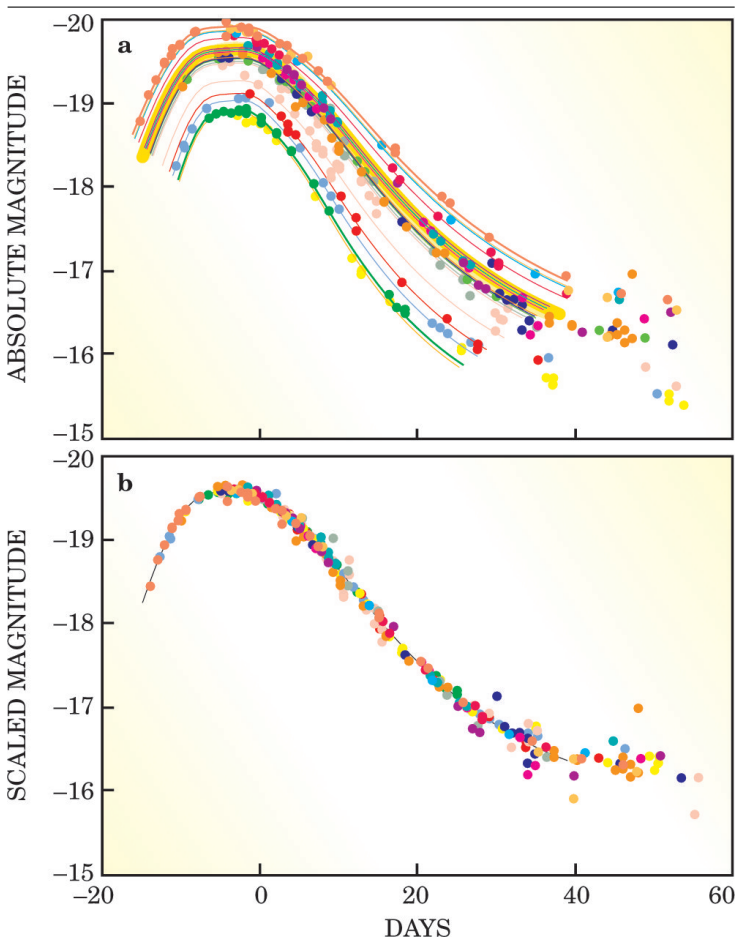 a
ABSOLUTE MAGNITUDE
–20
–19
–18
–17
–16
–15
b
SCALED MAGNITUDE
–20
–19
–18
–17
–16
–15
–20 0 20 40 60
DAYS